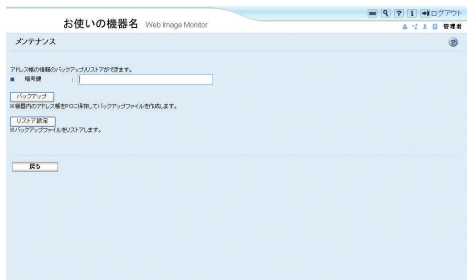 ログアウト
お使いの機器名 Web Image Monitor
管理者
メンテナンス
アドレス帳の情報のバックアップ/リストアができます。
■ 暗号鍵 :
バックアップ
※機器内のアドレス帳をPCに保存してバックアップファイルを作成します。
リストア設定
※バックアップファイルをリストアします。
戻る